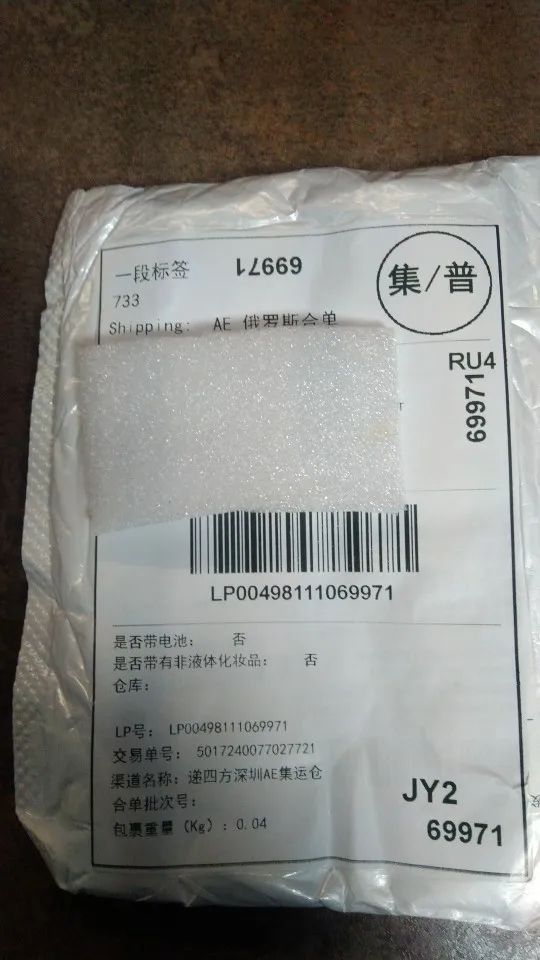 一段标签
69971
集/普
733
Shipping: AE 俄罗斯合单
RU4
69971
T
LP00498111069971
是否带电池: 否
是否带有非液体化妆品: 否
仓库:
LP号: LP00498111069971
交易单号: 5017240077027721
渠道名称: 递四方深圳AE集运仓
合单批次号:
包裹重量 (Kg) : 0.04
JY2
69971